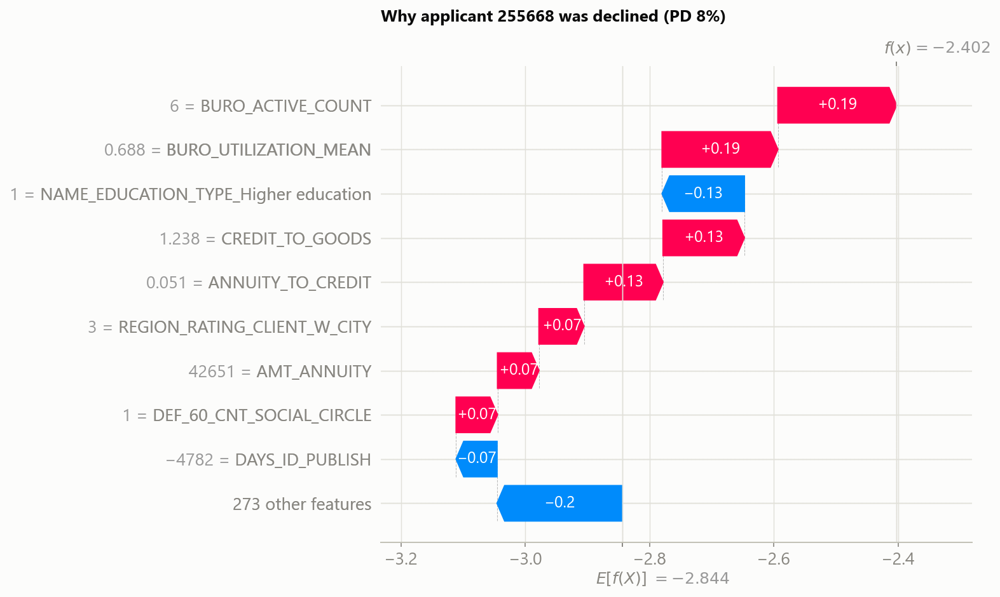 Why applicant 255668 was declined (PD 8%)
f(x) = −2.402
6 = BURO_ACTIVE_COUNT
+0.19
0.688 = BURO_UTILIZATION_MEAN
+0.19
1 = NAME_EDUCATION_TYPE_Higher education
−0.13
1.238 = CREDIT_TO_GOODS
+0.13
0.051 = ANNUITY_TO_CREDIT
+0.13
3 = REGION_RATING_CLIENT_W_CITY
+0.07
42651 = AMT_ANNUITY
+0.07
1 = DEF_60_CNT_SOCIAL_CIRCLE
+0.07
−4782 = DAYS_ID_PUBLISH
−0.07
273 other features
−0.2
−3.2 −3.0 −2.8 −2.6 −2.4
E[f(X)] = −2.844